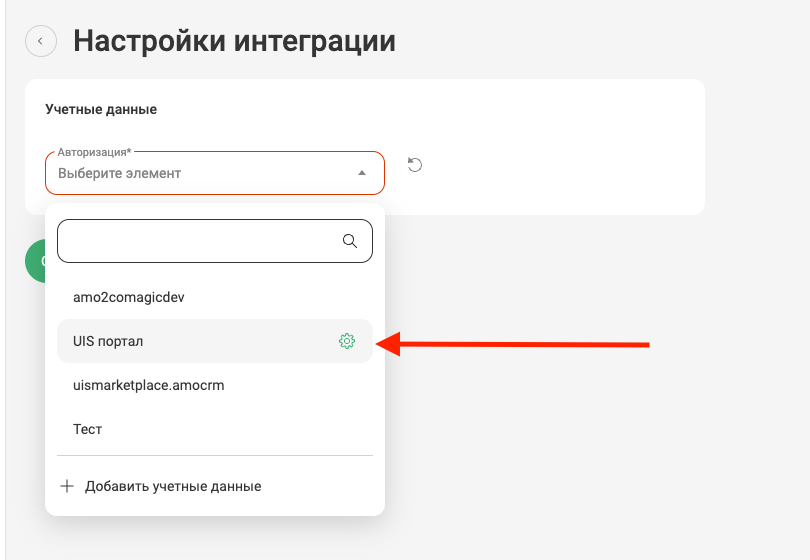 Настройки интеграции
Учетные данные
Авторизация*
Выберите элемент
amo2comagicdev
UIS портал
uismarketplace.amocrm
Тест
Добавить учетные данные